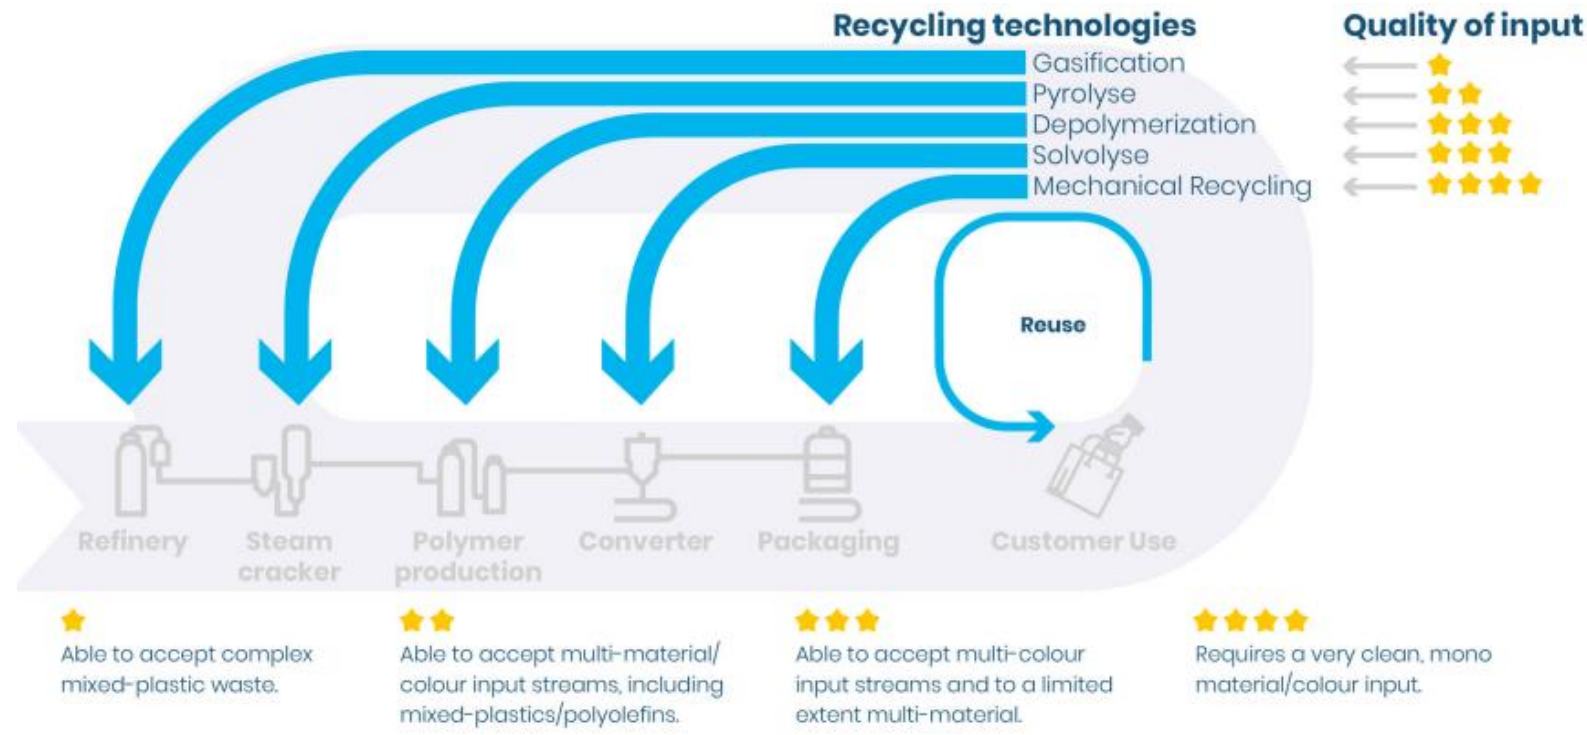 Recycling technologies
Quality of input
Gasification
Pyrolyse
Depolymerization
Solvolyse
Mechanical Recycling
Reuse
Refinery
Steam
cracker
Polymer
production
Converter
Packaging
Customer Use
Able to accept complex
mixed-plastic waste.
Able to accept multi-material/
colour input streams, including
mixed-plastics/polyolefins.
Able to accept multi-colour
input streams and to a limited
extent multi-material.
Requires a very clean, mono
material/colour input.